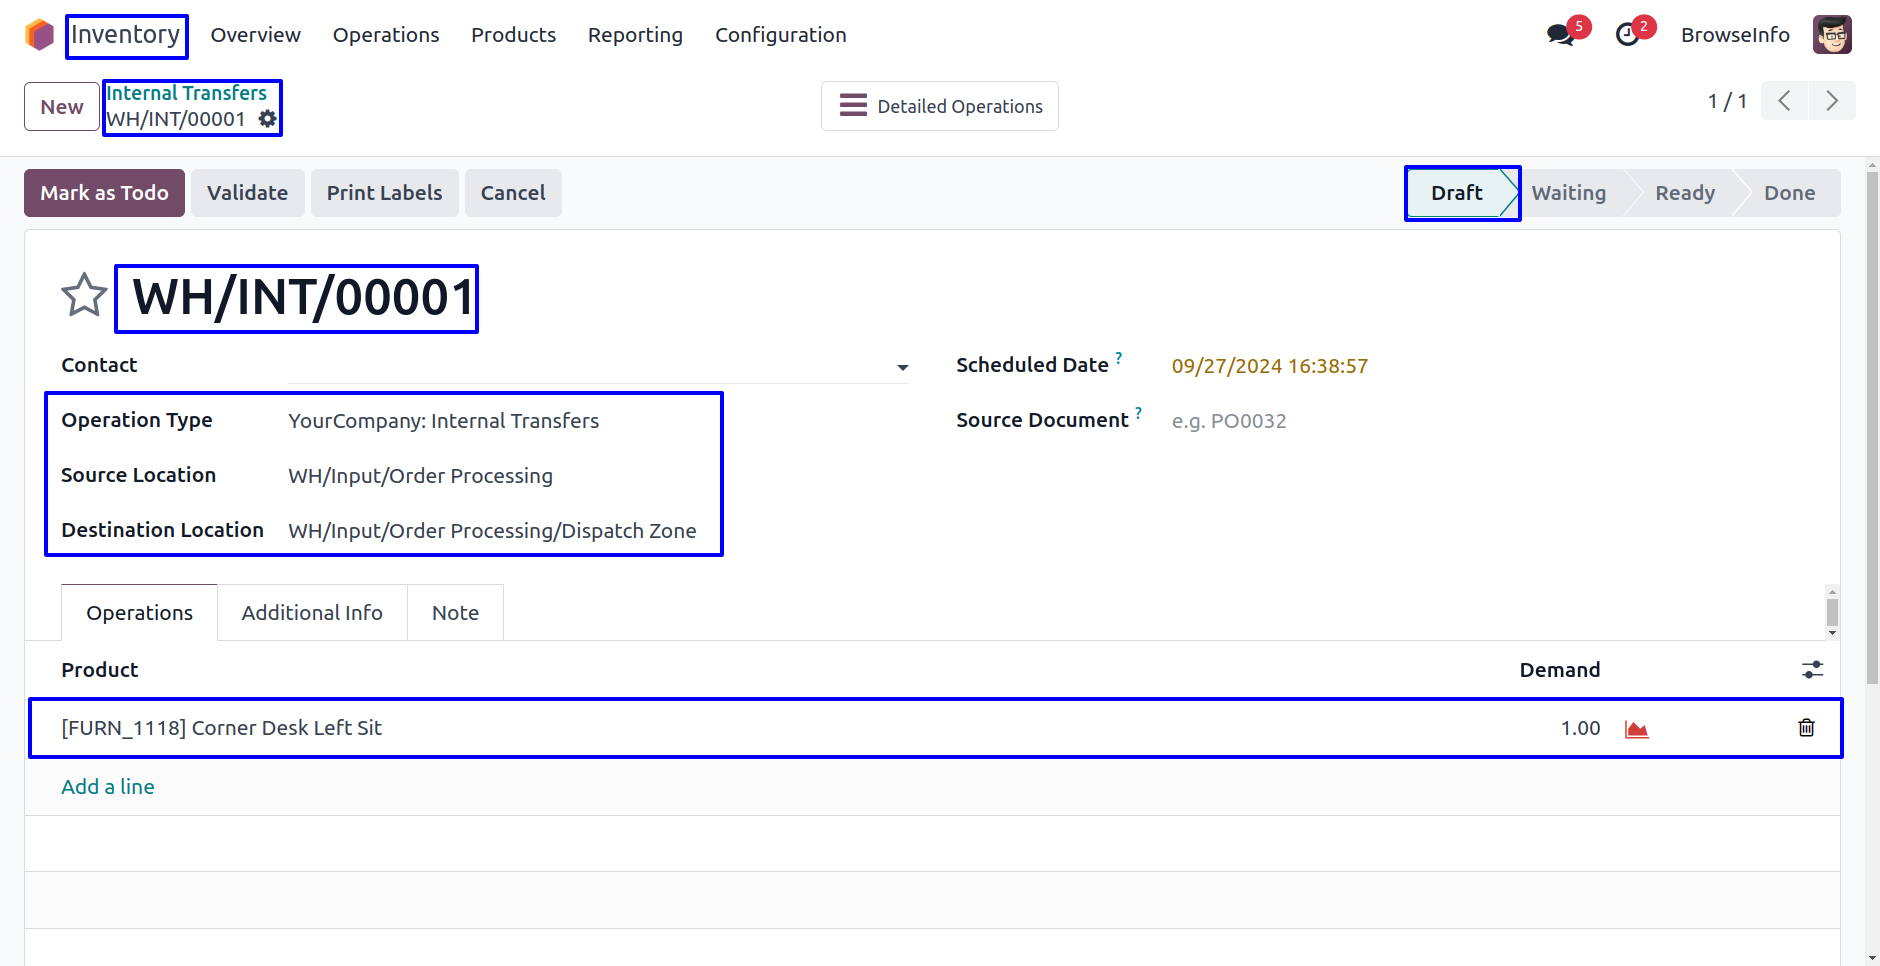 Inventory Overview Operations Products Reporting Configuration 5 2 BrowseInfo
New Internal Transfers Detailed Operations 1 / 1
WH/INT/00001
Mark as Todo Validate Print Labels Cancel Draft Waiting Ready Done
WH/INT/00001
Contact Scheduled Date ? 09/27/2024 16:38:57
Operation Type YourCompany: Internal Transfers Source Document ? e.g. PO0032
Source Location WH/Input/Order Processing
Destination Location WH/Input/Order Processing/Dispatch Zone
Operations Additional Info Note
Product Demand
[FURN_1118] Corner Desk Left Sit 1.00
Add a line